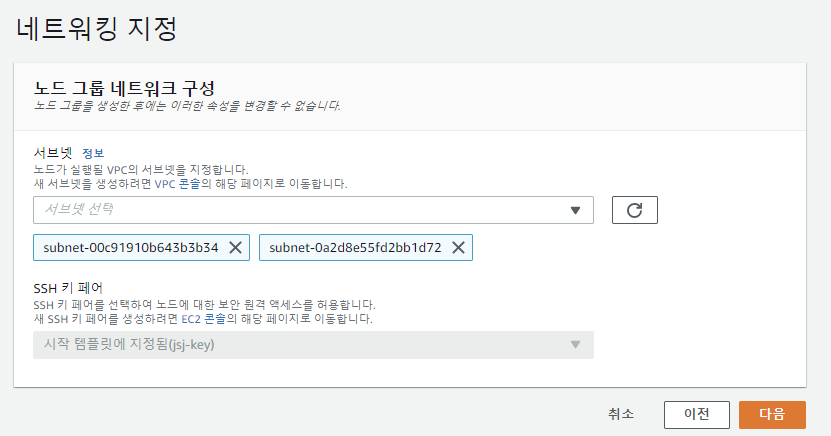 네트워킹 지정
노드 그룹 네트워크 구성
노드 그룹을 생성한 후에는 이러한 속성을 변경할 수 없습니다.
서브넷 정보
노드가 실행될 VPC의 서브넷을 지정합니다.
새 서브넷을 생성하려면 VPC 콘솔의 해당 페이지로 이동합니다.
서브넷 선택
subnet-00c91910b643b3b34 subnet-0a2d8e55fd2bb1d72
SSH 키 페어
SSH 키 페어를 선택하여 노드에 대한 보안 원격 액세스를 허용합니다.
새 SSH 키 페어를 생성하려면 EC2 콘솔의 해당 페이지로 이동합니다.
시작 템플릿에 지정됨(jsj-key)
취소 이전 다음